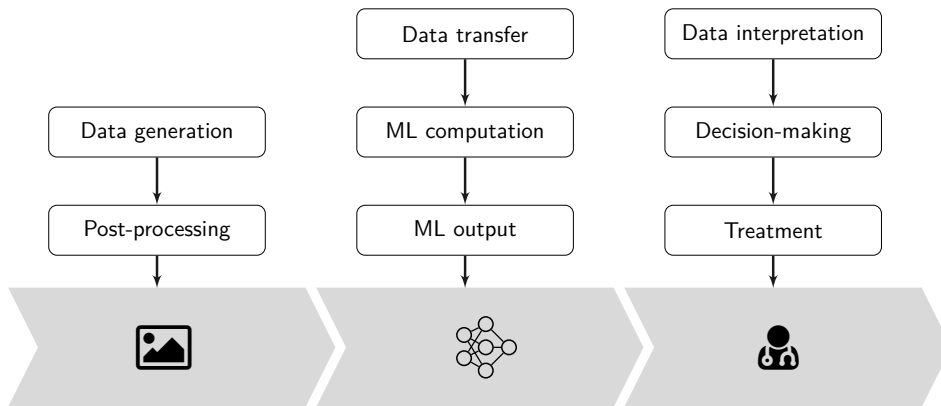 Data transfer
Data interpretation
Data generation
ML computation
Decision-making
Post-processing
ML output
Treatment